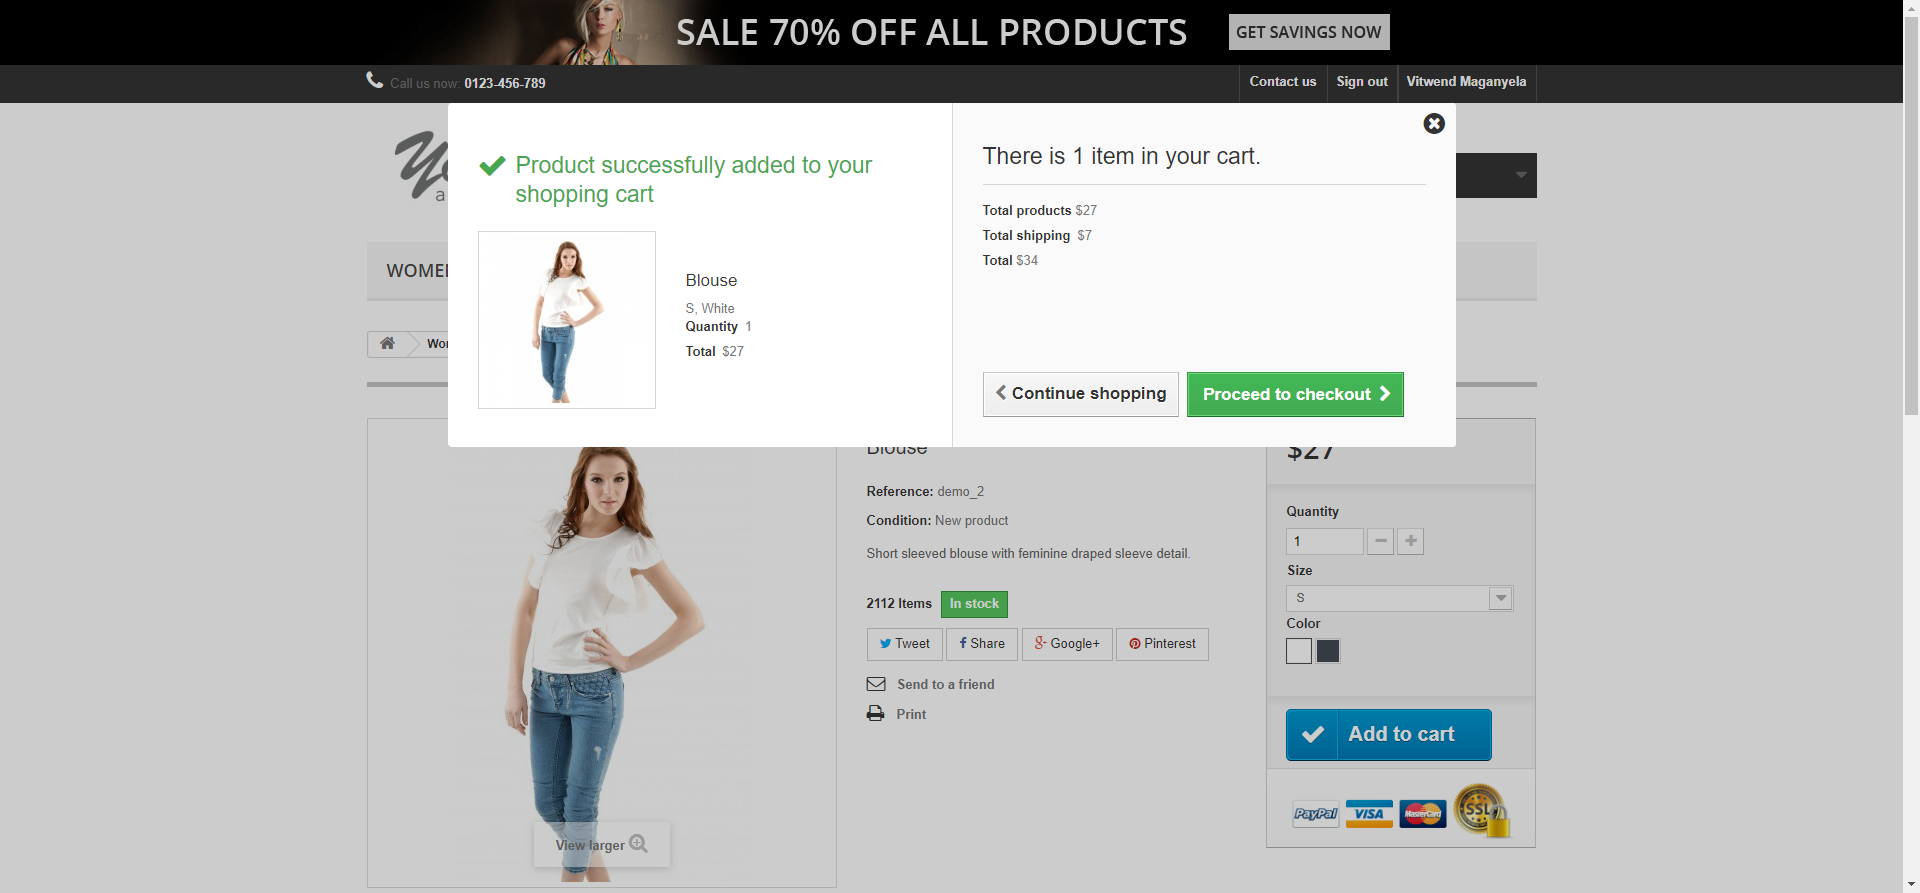 SALE 70% OFF ALL PRODUCTS
GET SAVINGS NOW
Call us now: 0123-456-789
Contact us
Sign out
Vitwend Maganyela
Product successfully added to your
shopping cart
Blouse
S, White
Quantity 1
Total $27
There is 1 item in your cart.
Total products $27
Total shipping $7
Total $34
Continue shopping
Proceed to checkout
Blouse
Reference: demo_2
Condition: New product
Short sleeved blouse with feminine draped sleeve detail.
2112 Items
In stock
Tweet
Share
Google+
Pinterest
Send to a friend
Print
View larger
$27
Quantity
1
Size
S
Color
Add to cart
PayPal
VISA
MasterCard
SSL